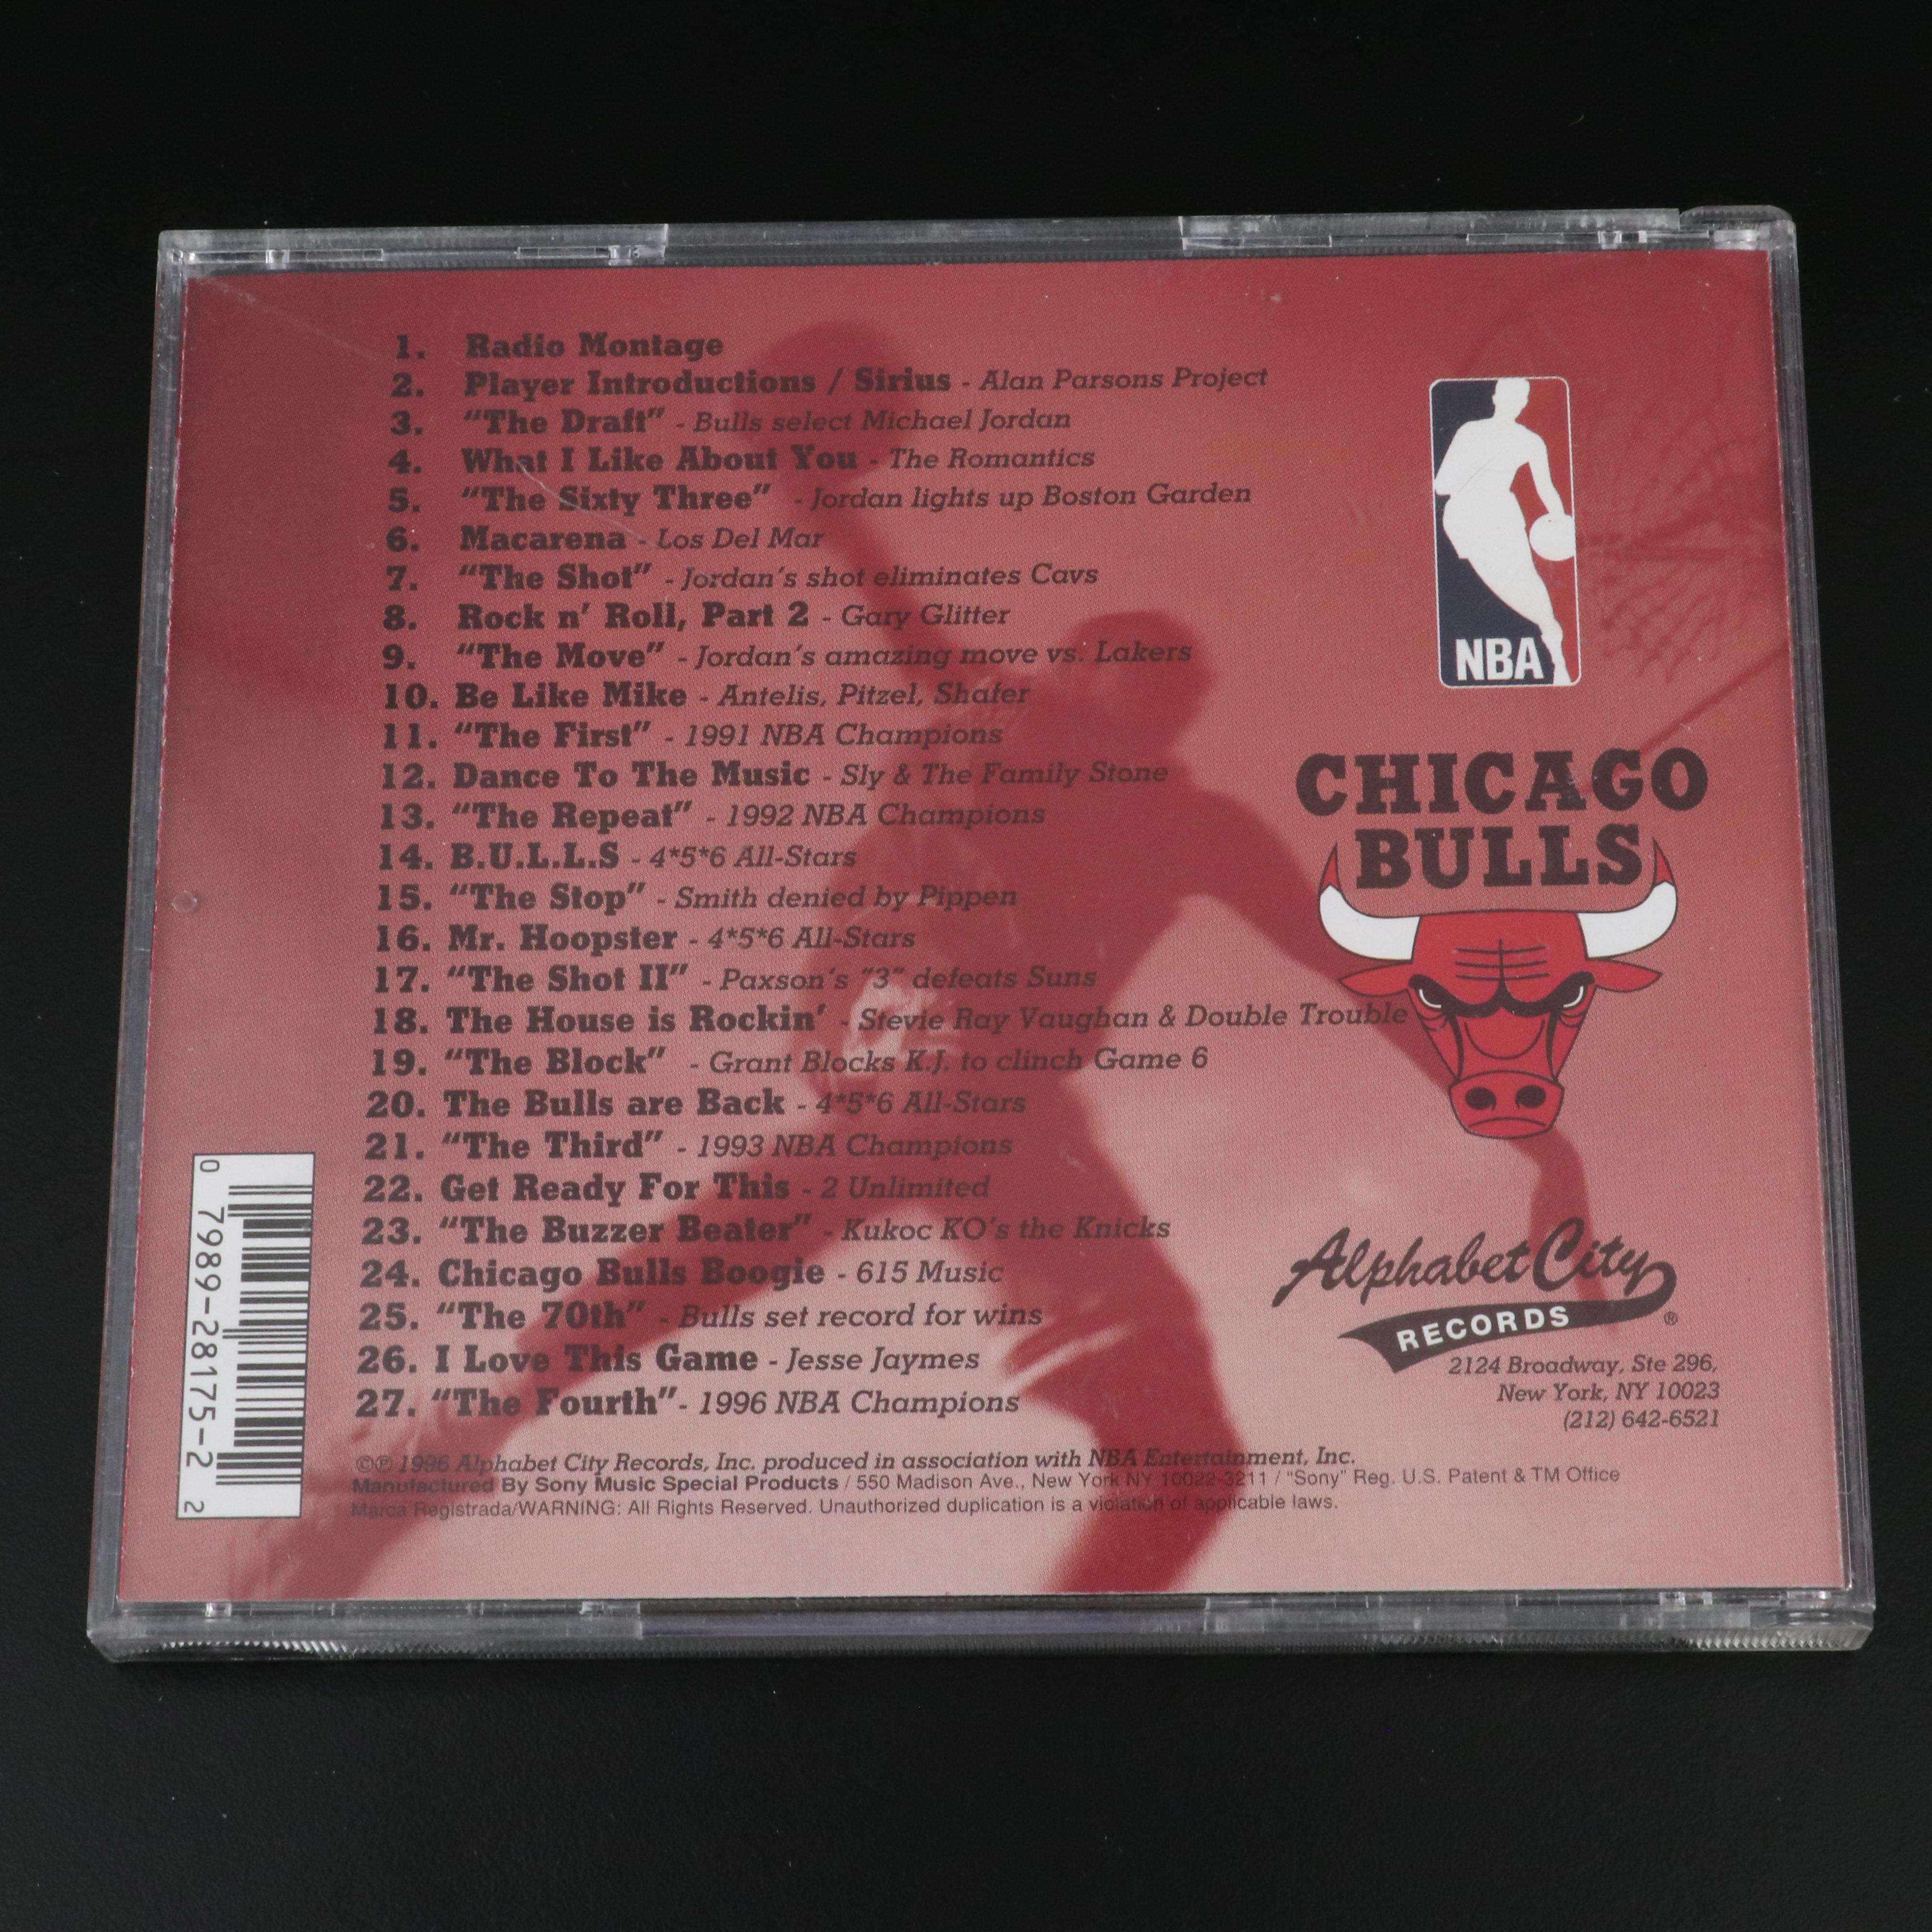 1. Radio Montage
2. Player Introductions / Sirius - Alan Parsons Project
3. "The Draft" - Bulls select Michael Jordan
4. What I Like About You - The Romantics
5. "The Sixty Three" - Jordan lights up Boston Garden
6. Macarena - Los Del Mar
7. "The Shot" - Jordan's shot eliminates Cavs
8. Rock n' Roll, Part 2 - Gary Glitter
9. "The Move" - Jordan's amazing move vs. Lakers
10. Be Like Mike - Antelis, Pitzel, Shafer
11. "The First" - 1991 NBA Champions
12. Dance To The Music - Sly & The Family Stone
13. "The Repeat" - 1992 NBA Champions
14. B.U.L.L.S - 4*5*6 All-Stars
15. "The Stop" - Smith denied by Pippen
16. Mr. Hoopster - 4*5*6 All-Stars
17. "The Shot II" - Paxson's "3" defeats Suns
18. The House is Rockin' - Stevie Ray Vaughan & Double Trouble
19. "The Block" - Grant Blocks K.J. to clinch Game 6
20. The Bulls are Back - 4*5*6 All-Stars
21. "The Third" - 1993 NBA Champions
22. Get Ready For This - 2 Unlimited
23. "The Buzzer Beater" - Kukoc KO's the Knicks
24. Chicago Bulls Boogie - 615 Music
25. "The 70th" - Bulls set record for wins
26. I Love This Game - Jesse Jaymes
27. "The Fourth"- 1996 NBA Champions
©℗ 1996 Alphabet City Records, Inc. produced in association with NBA Entertainment, Inc.
Manufactured By Sony Music Special Products / 550 Madison Ave., New York NY 10022-3211 / "Sony" Reg. U.S. Patent & TM Office
Marca Registrada/WARNING: All Rights Reserved. Unauthorized duplication is a violation of applicable laws.
NBA
CHICAGO
BULLS
Alphabet City
RECORDS ®
2124 Broadway, Ste 296,
New York, NY 10023
(212) 642-6521
0 7989-28175-2 2